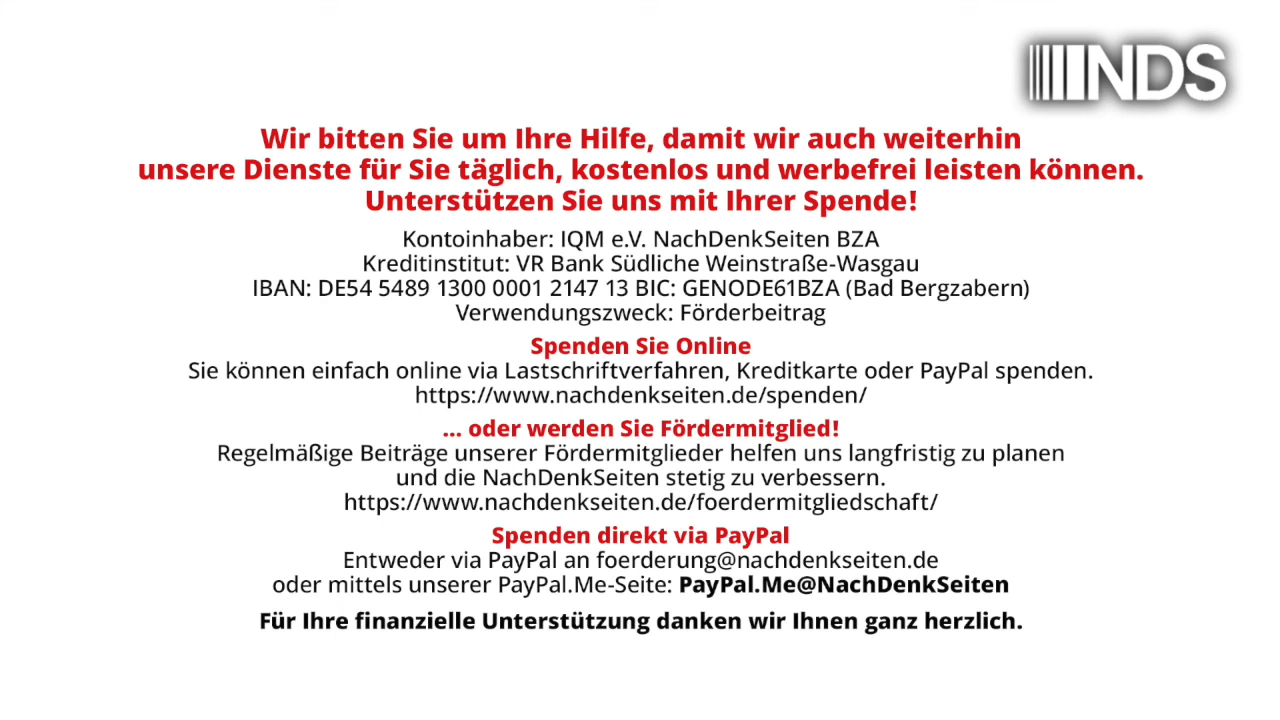 NDS
Wir bitten Sie um Ihre Hilfe, damit wir auch weiterhin
unsere Dienste für Sie täglich, kostenlos und werbefrei leisten können.
Unterstützen Sie uns mit Ihrer Spende!
Kontoinhaber: IQM e.V. NachDenkSeiten BZA
Kreditinstitut: VR Bank Südliche Weinstraße-Wasgau
IBAN: DE54 5489 1300 0001 2147 13 BIC: GENODE61BZA (Bad Bergzabern)
Verwendungszweck: Förderbeitrag
Spenden Sie Online
Sie können einfach online via Lastschriftverfahren, Kreditkarte oder PayPal spenden.
https://www.nachdenkseiten.de/spenden/
... oder werden Sie Fördermitglied!
Regelmäßige Beiträge unserer Fördermitglieder helfen uns langfristig zu planen
und die NachDenkSeiten stetig zu verbessern.
https://www.nachdenkseiten.de/foerdermitgliedschaft/
Spenden direkt via PayPal
Entweder via PayPal an foerderung@nachdenkseiten.de
oder mittels unserer PayPal.Me-Seite: PayPal.Me@NachDenkSeiten
Für Ihre finanzielle Unterstützung danken wir Ihnen ganz herzlich.